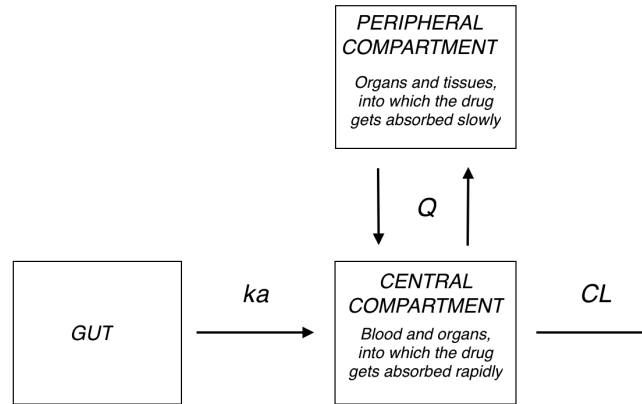 PERIPHERAL
COMPARTMENT
Organs and tissues,
into which the drug
gets absorbed slowly
Q
GUT
ka
CENTRAL
COMPARTMENT
Blood and organs,
into which the drug
gets absorbed rapidly
CL